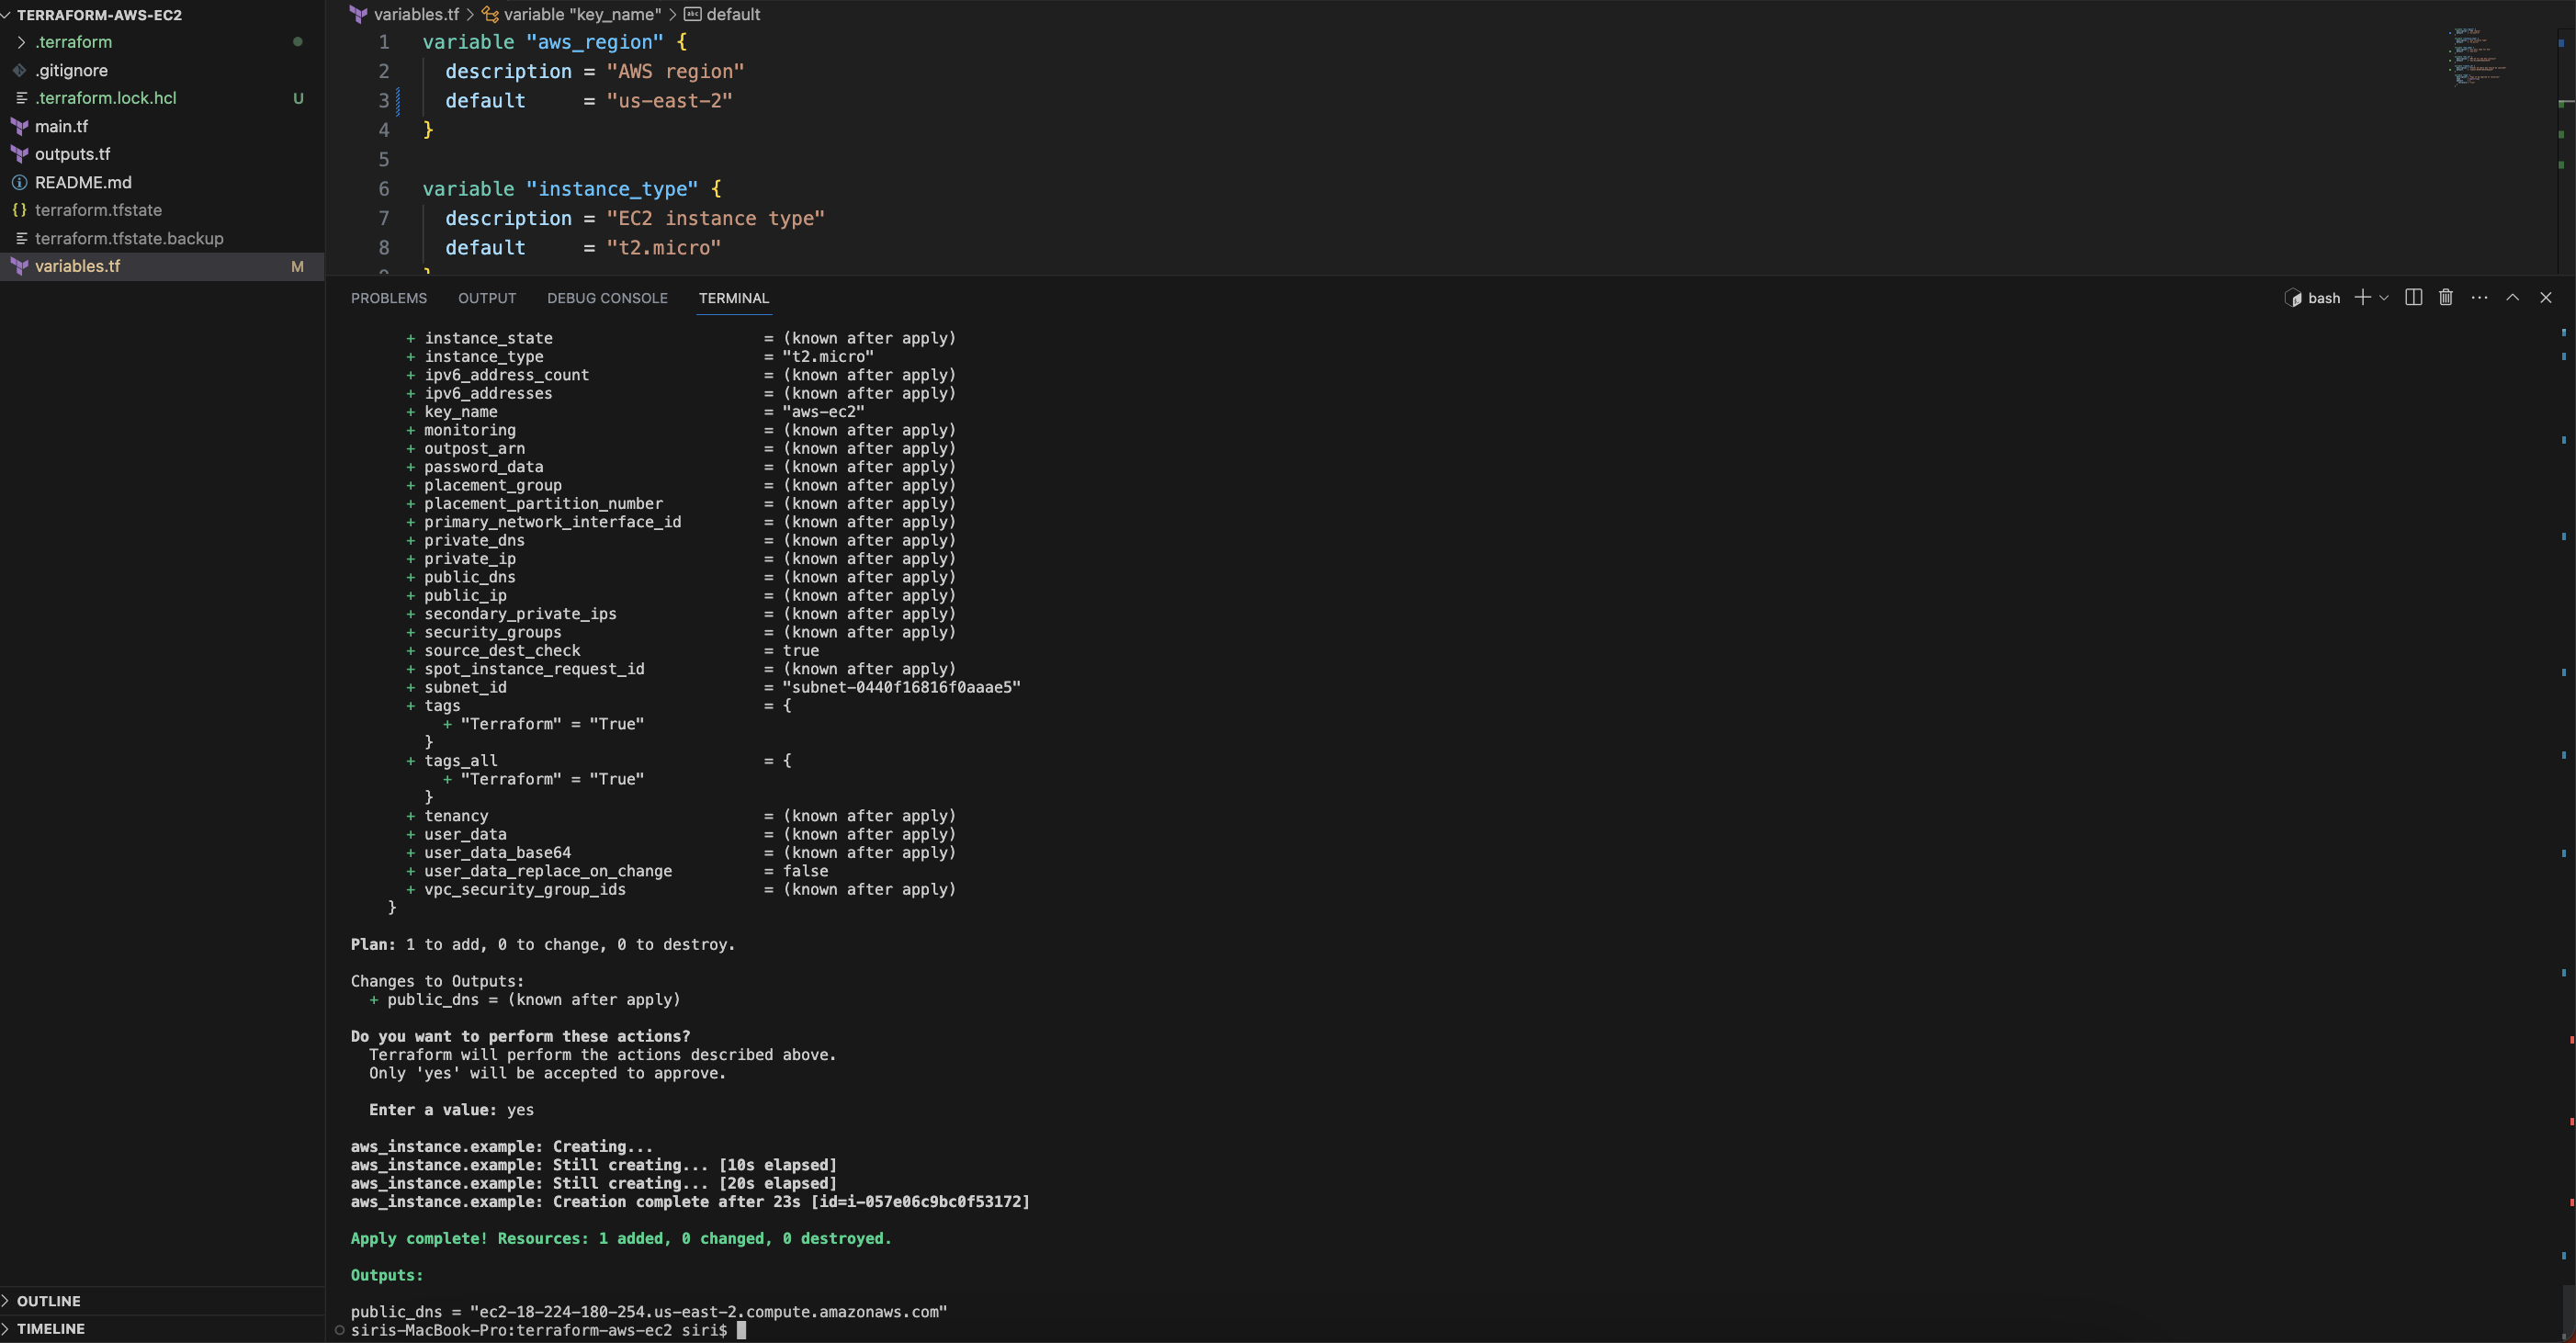 TERRAFORM-AWS-EC2
.terraform
.gitignore
.terraform.lock.hcl U
main.tf
outputs.tf
README.md
terraform.tfstate
terraform.tfstate.backup
variables.tf M
OUTLINE
TIMELINE
variables.tf > variable "key_name" > default
1 variable "aws_region" {
2 description = "AWS region"
3 default = "us-east-2"
4 }
5
6 variable "instance_type" {
7 description = "EC2 instance type"
8 default = "t2.micro"
PROBLEMS OUTPUT DEBUG CONSOLE TERMINAL bash
+ instance_state = (known after apply)
+ instance_type = "t2.micro"
+ ipv6_address_count = (known after apply)
+ ipv6_addresses = (known after apply)
+ key_name = "aws-ec2"
+ monitoring = (known after apply)
+ outpost_arn = (known after apply)
+ password_data = (known after apply)
+ placement_group = (known after apply)
+ placement_partition_number = (known after apply)
+ primary_network_interface_id = (known after apply)
+ private_dns = (known after apply)
+ private_ip = (known after apply)
+ public_dns = (known after apply)
+ public_ip = (known after apply)
+ secondary_private_ips = (known after apply)
+ security_groups = (known after apply)
+ source_dest_check = true
+ spot_instance_request_id = (known after apply)
+ subnet_id = "subnet-0440f16816f0aaae5"
+ tags = {
+ "Terraform" = "True"
}
+ tags_all = {
+ "Terraform" = "True"
}
+ tenancy = (known after apply)
+ user_data = (known after apply)
+ user_data_base64 = (known after apply)
+ user_data_replace_on_change = false
+ vpc_security_group_ids = (known after apply)
}
Plan: 1 to add, 0 to change, 0 to destroy.
Changes to Outputs:
+ public_dns = (known after apply)
Do you want to perform these actions?
Terraform will perform the actions described above.
Only 'yes' will be accepted to approve.
Enter a value: yes
aws_instance.example: Creating...
aws_instance.example: Still creating... [10s elapsed]
aws_instance.example: Still creating... [20s elapsed]
aws_instance.example: Creation complete after 23s [id=i-057e06c9bc0f53172]
Apply complete! Resources: 1 added, 0 changed, 0 destroyed.
Outputs:
public_dns = "ec2-18-224-180-254.us-east-2.compute.amazonaws.com"
siris-MacBook-Pro:terraform-aws-ec2 siri$